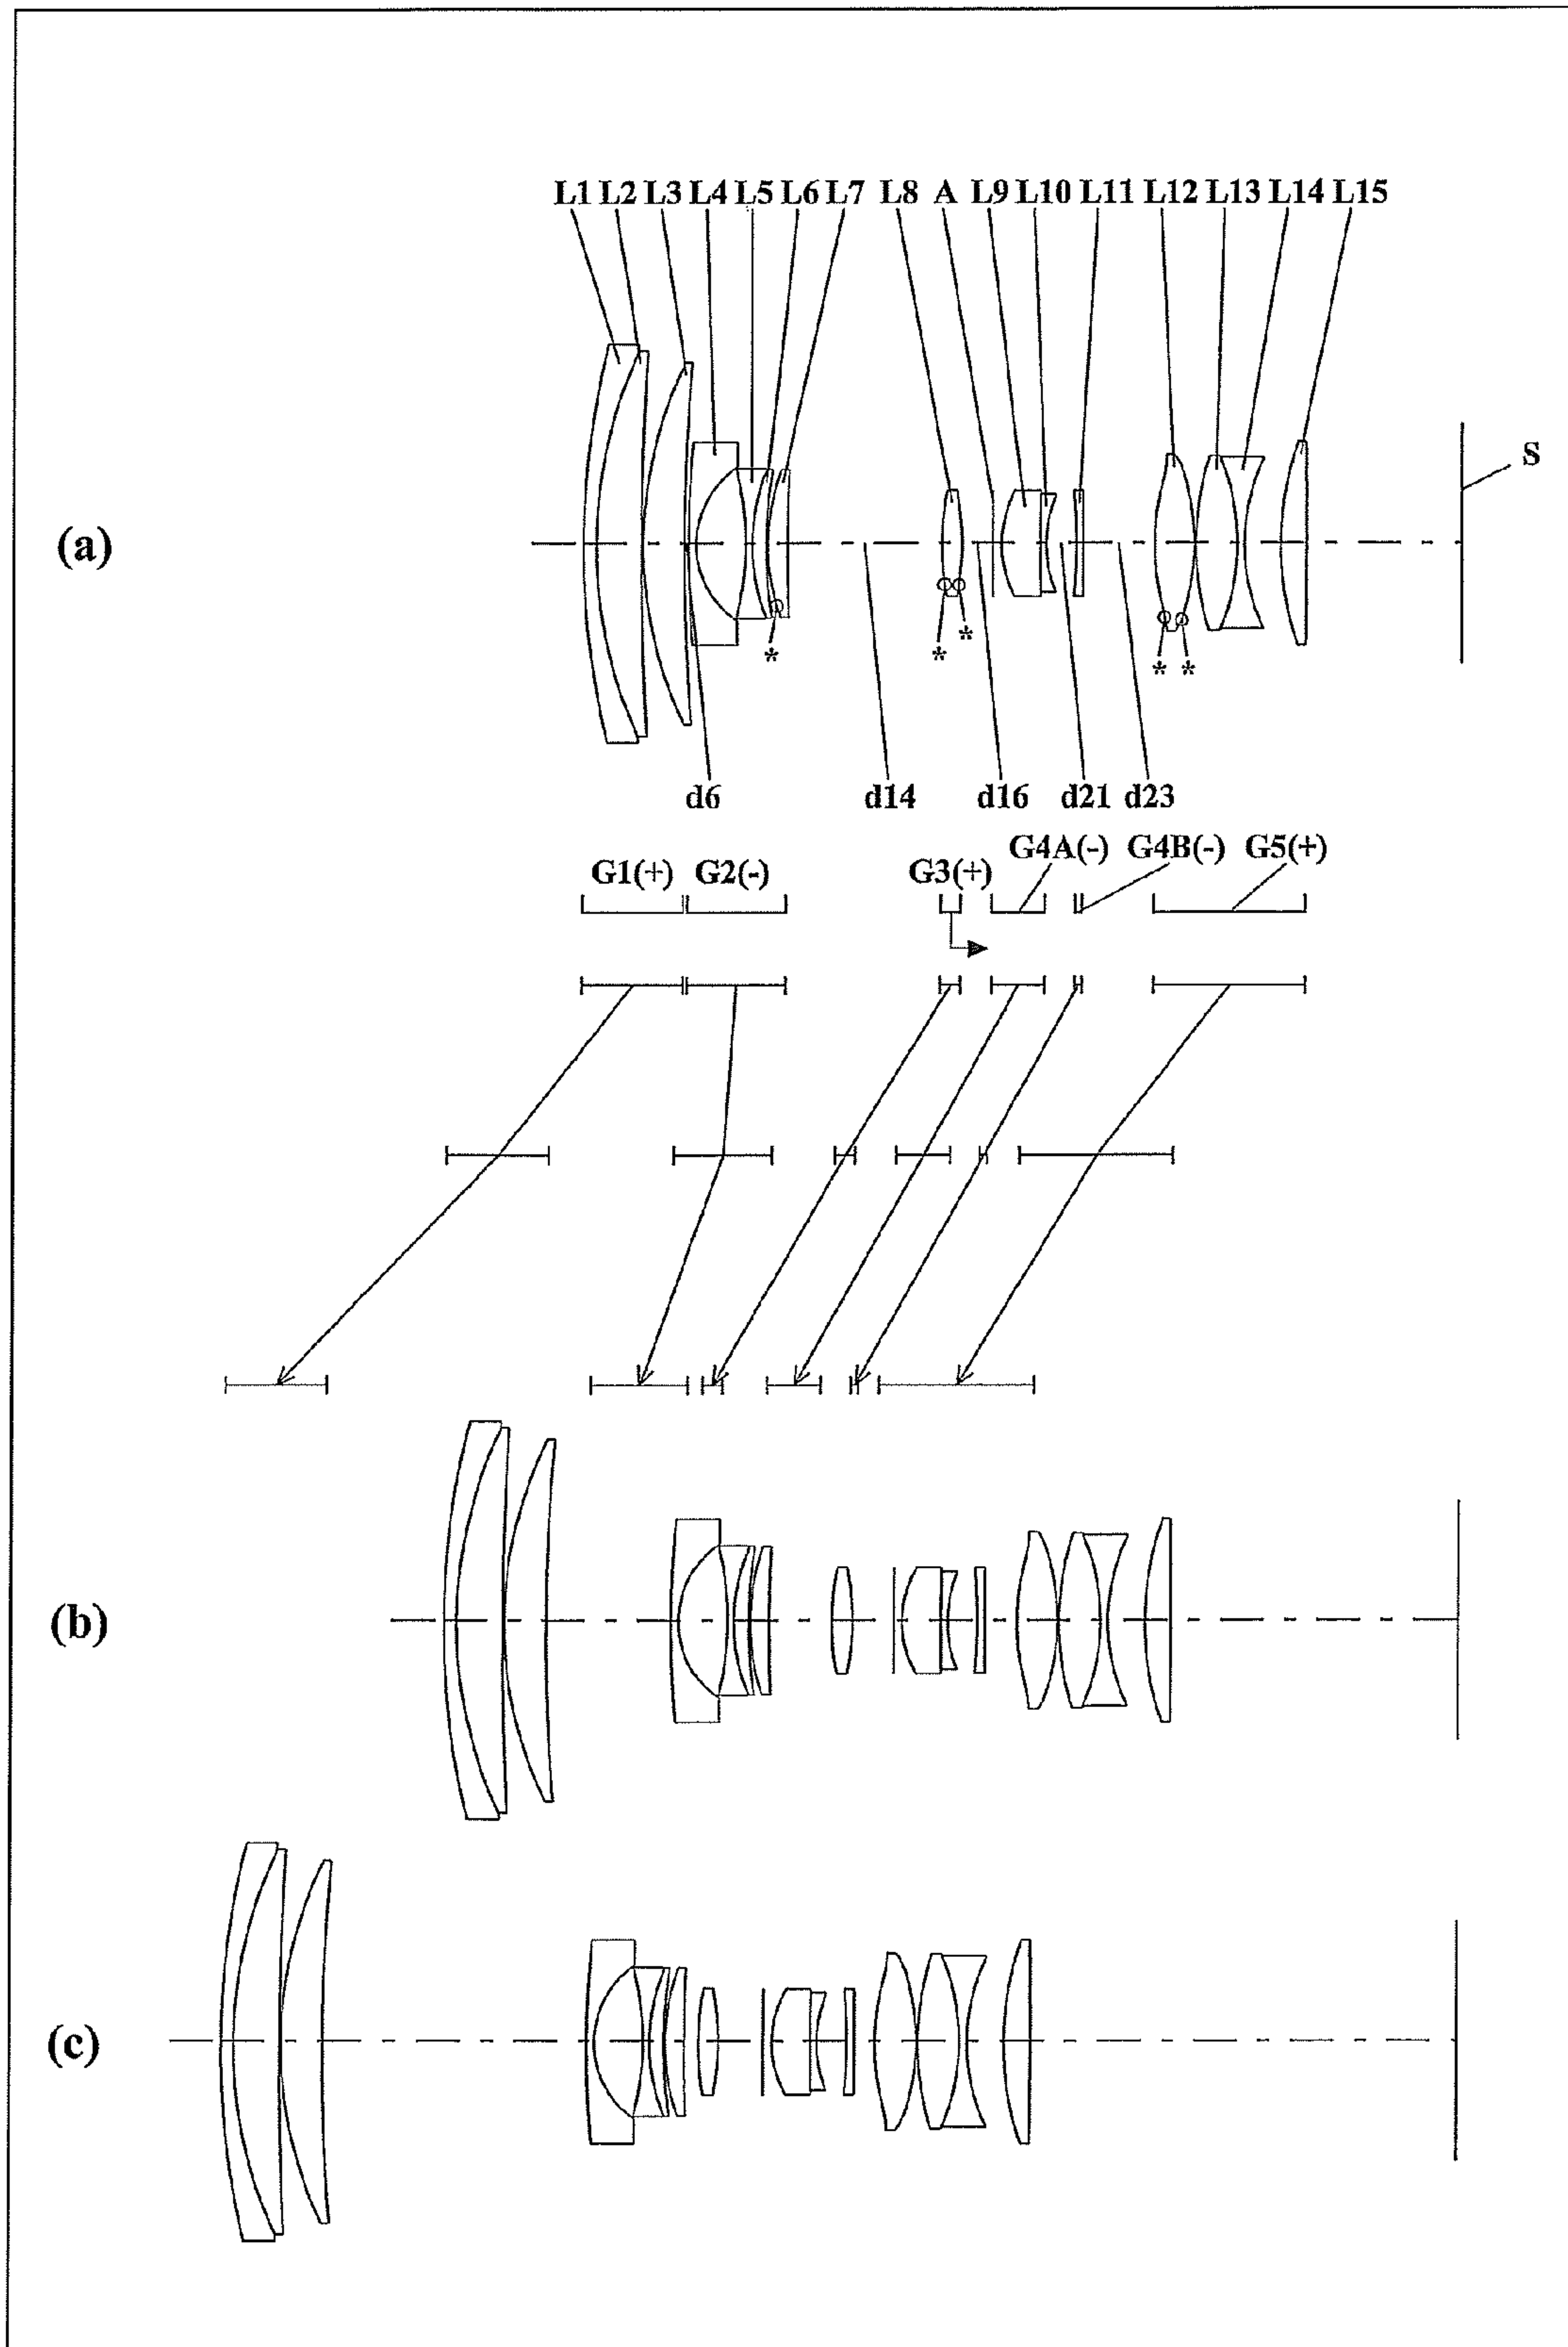 L1 L2 L3 L4 L5 L6 L7 L8 A L9 L10 L11 L12 L13 L14 L15
S
(a)
* * * * *
d6 d14 d16 d21 d23
G1(+) G2(-) G3(+) G4A(-) G4B(-) G5(+)
(b)
(c)